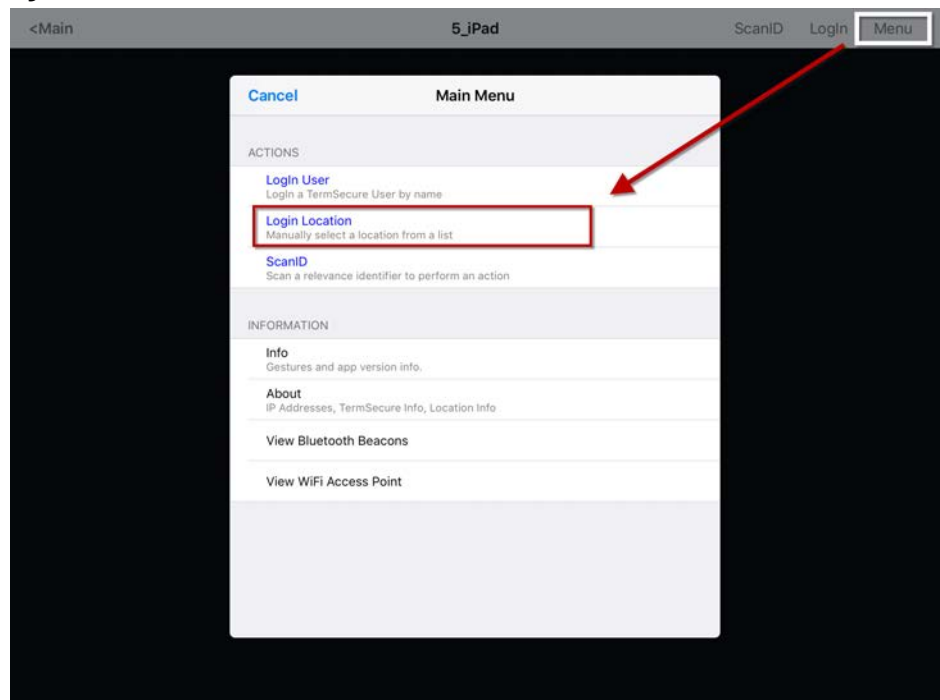 <Main 5_iPad ScanID LogIn Menu
Cancel Main Menu
ACTIONS
LogIn User
LogIn a TermSecure User by name
Login Location
Manually select a location from a list
ScanID
Scan a relevance identifier to perform an action
INFORMATION
Info
Gestures and app version info.
About
IP Addresses, TermSecure Info, Location Info
View Bluetooth Beacons
View WiFi Access Point